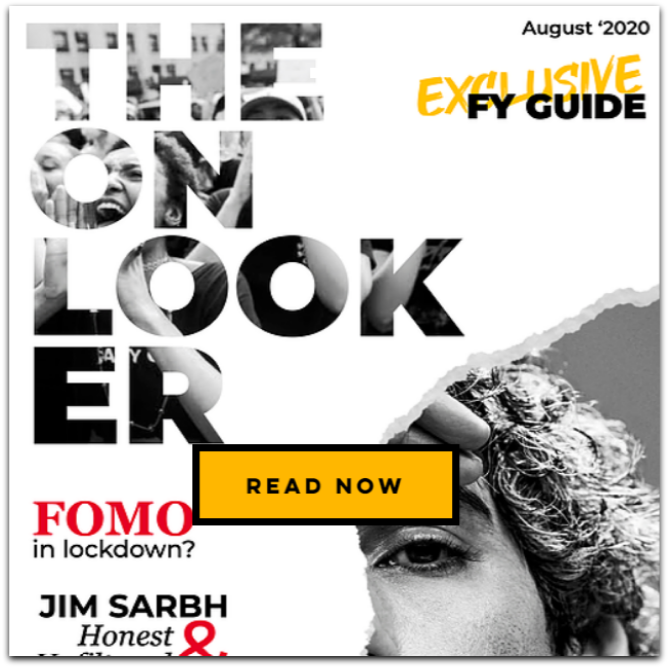 August ‘2020
EXCLUSIVE
FY GUIDE
THE
ON
LOOK
ER
READ NOW
FOMO
in lockdown?
JIM SARBH
Honest &